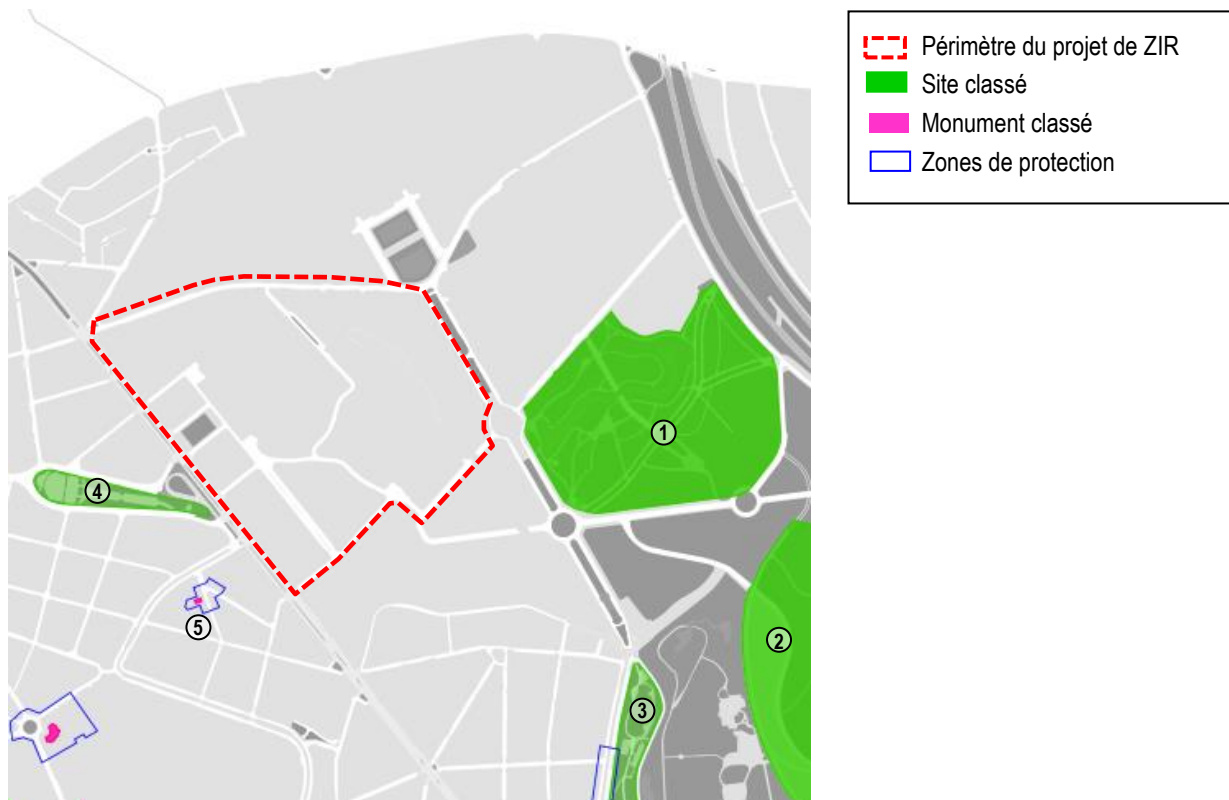 Périmètre du projet de ZIR
Site classé
Monument classé
Zones de protection
1
4
5
2
3